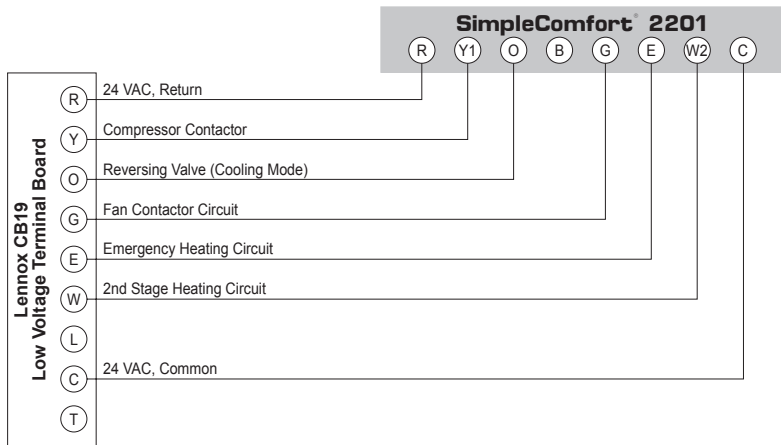 SimpleComfort® 2201
R Y1 O B G E W2 C
Lennox CB19
Low Voltage Terminal Board
R 24 VAC, Return
Y Compressor Contactor
O Reversing Valve (Cooling Mode)
G Fan Contactor Circuit
E Emergency Heating Circuit
W 2nd Stage Heating Circuit
L
C 24 VAC, Common
T